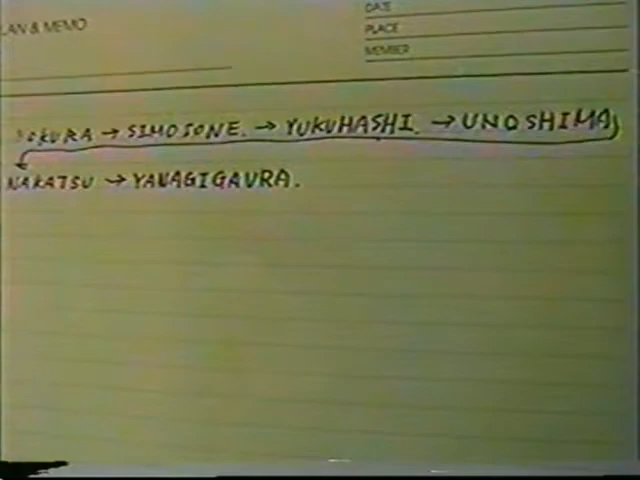 LAN & MEMO
DATE
PLACE
MEMBER
OKURA → SIMOSONE. → YUKUHASHI. → UNOSHIMA
NAKATSU → YANAGIGAURA.